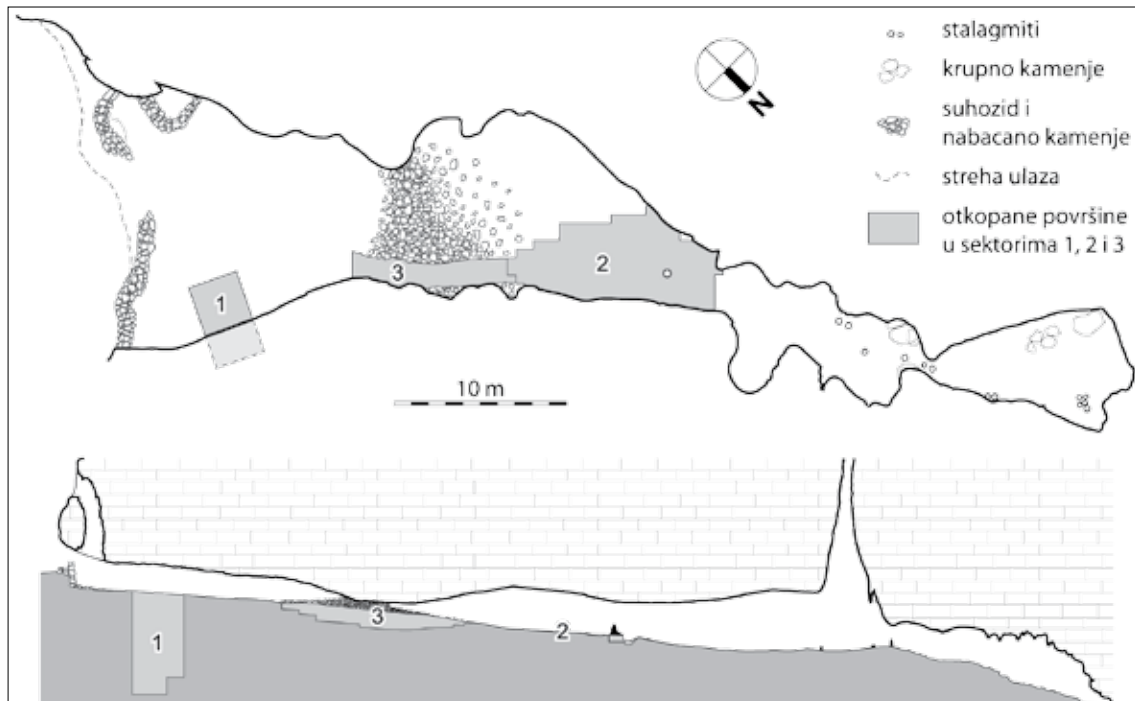 stalagmiti
krupno kamenje
suhozid i
nabacano kamenje
streha ulaza
otkopane površine
u sektorima 1, 2 i 3
N
1
3
2
10 m
1
3
2